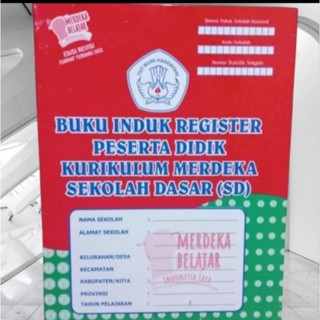 MERDEKA
BELAJAR
EDISI REVISI
Nomor Pokok Sekolah Nasional
Kode Sekolah
Nomor Statistik Sekolah
TUT WURI HANDAYANI
BUKU INDUK REGISTER
PESERTA DIDIK
KURIKULUM MERDEKA
SEKOLAH DASAR (SD)
NAMA SEKOLAH :
ALAMAT SEKOLAH :
KELURAHAN/DESA :
KECAMATAN :
KABUPATEN/KOTA :
PROVINSI :
TAHUN PELAJARAN : /
MERDEKA
BELAJAR
INDONESIA JAYA